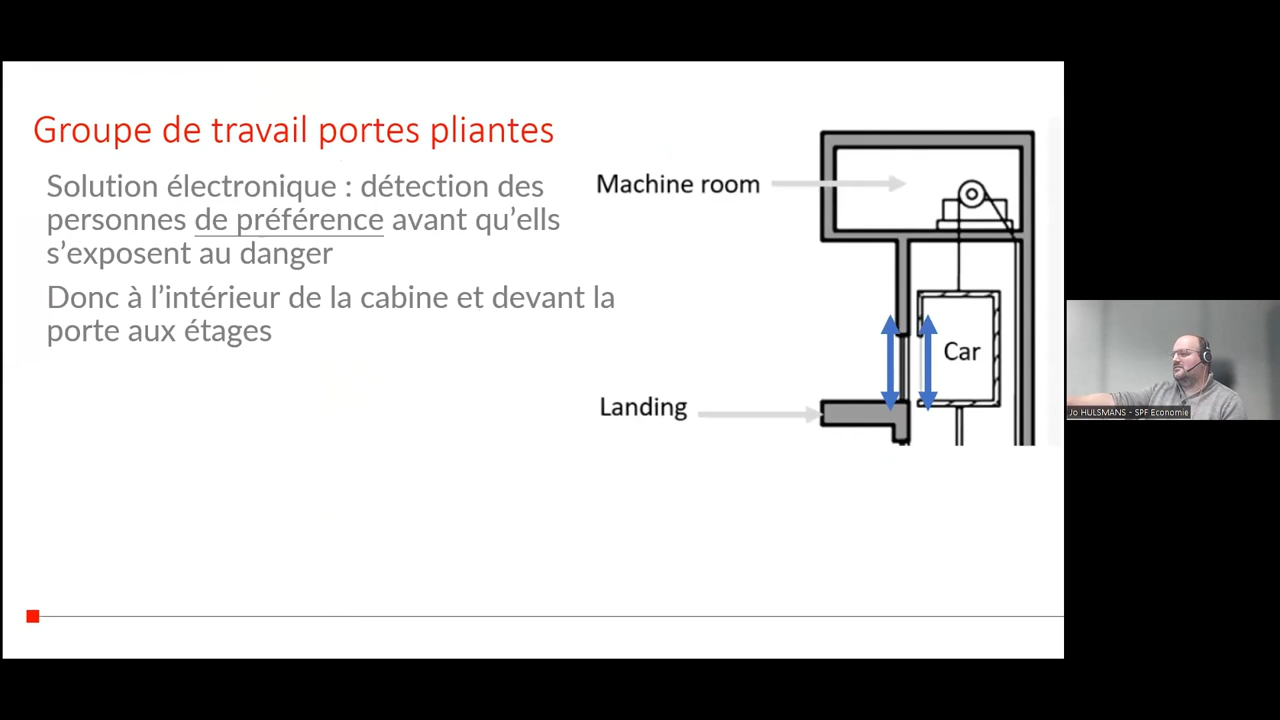 Groupe de travail portes pliantes
Solution électronique : détection des
personnes de préférence avant qu’ells
s’exposent au danger
Donc à l’intérieur de la cabine et devant la
porte aux étages
Machine room
Car
Landing
Jo HULSMANS - SPF Economie